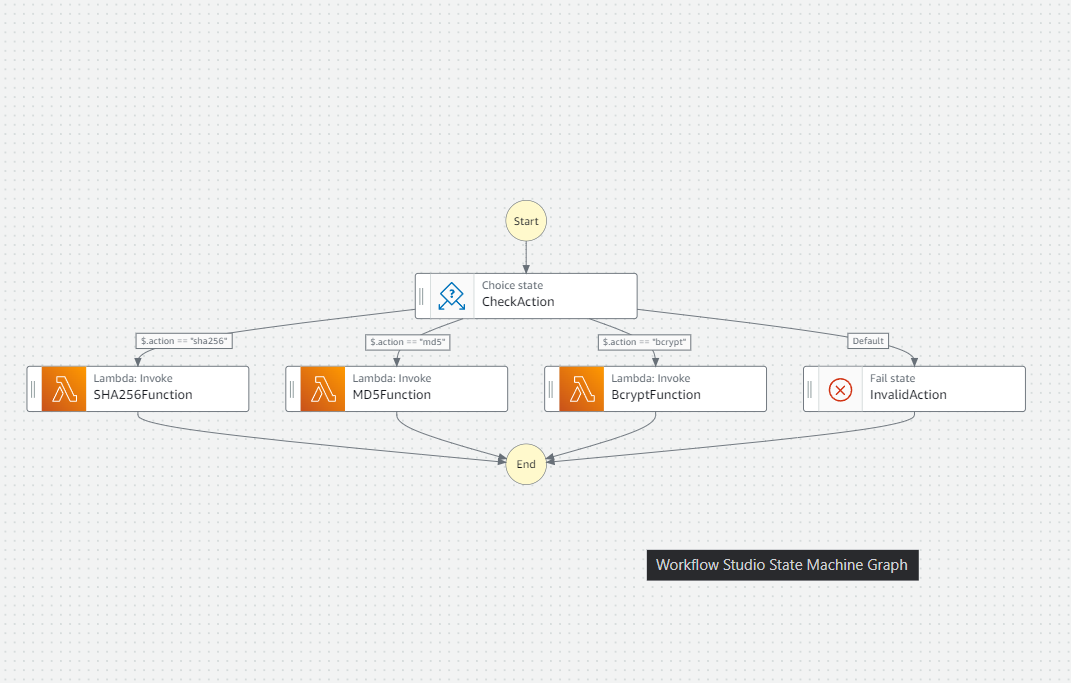 Start
Choice state
CheckAction
$.action == "sha256"
$.action == "md5"
$.action == "bcrypt"
Default
Lambda: Invoke
SHA256Function
Lambda: Invoke
MD5Function
Lambda: Invoke
BcryptFunction
Fail state
InvalidAction
End
Workflow Studio State Machine Graph